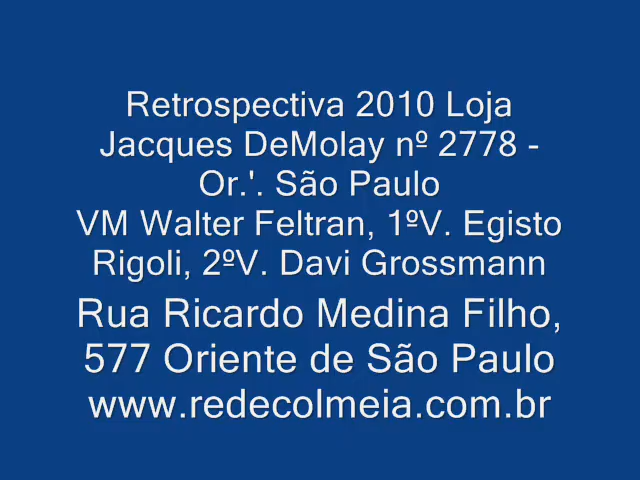 Retrospectiva 2010 Loja
Jacques DeMolay nº 2778 -
Or.'. São Paulo
VM Walter Feltran, 1ºV. Egisto
Rigoli, 2ºV. Davi Grossmann
Rua Ricardo Medina Filho,
577 Oriente de São Paulo
www.redecolmeia.com.br